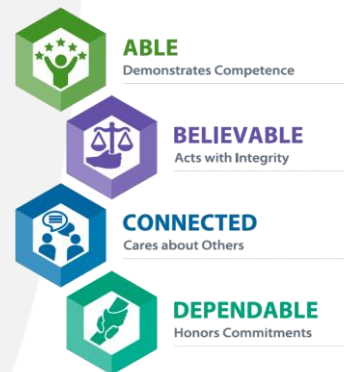 ABLE
Demonstrates Competence
BELIEVABLE
Acts with Integrity
CONNECTED
Cares about Others
DEPENDABLE
Honors Commitments